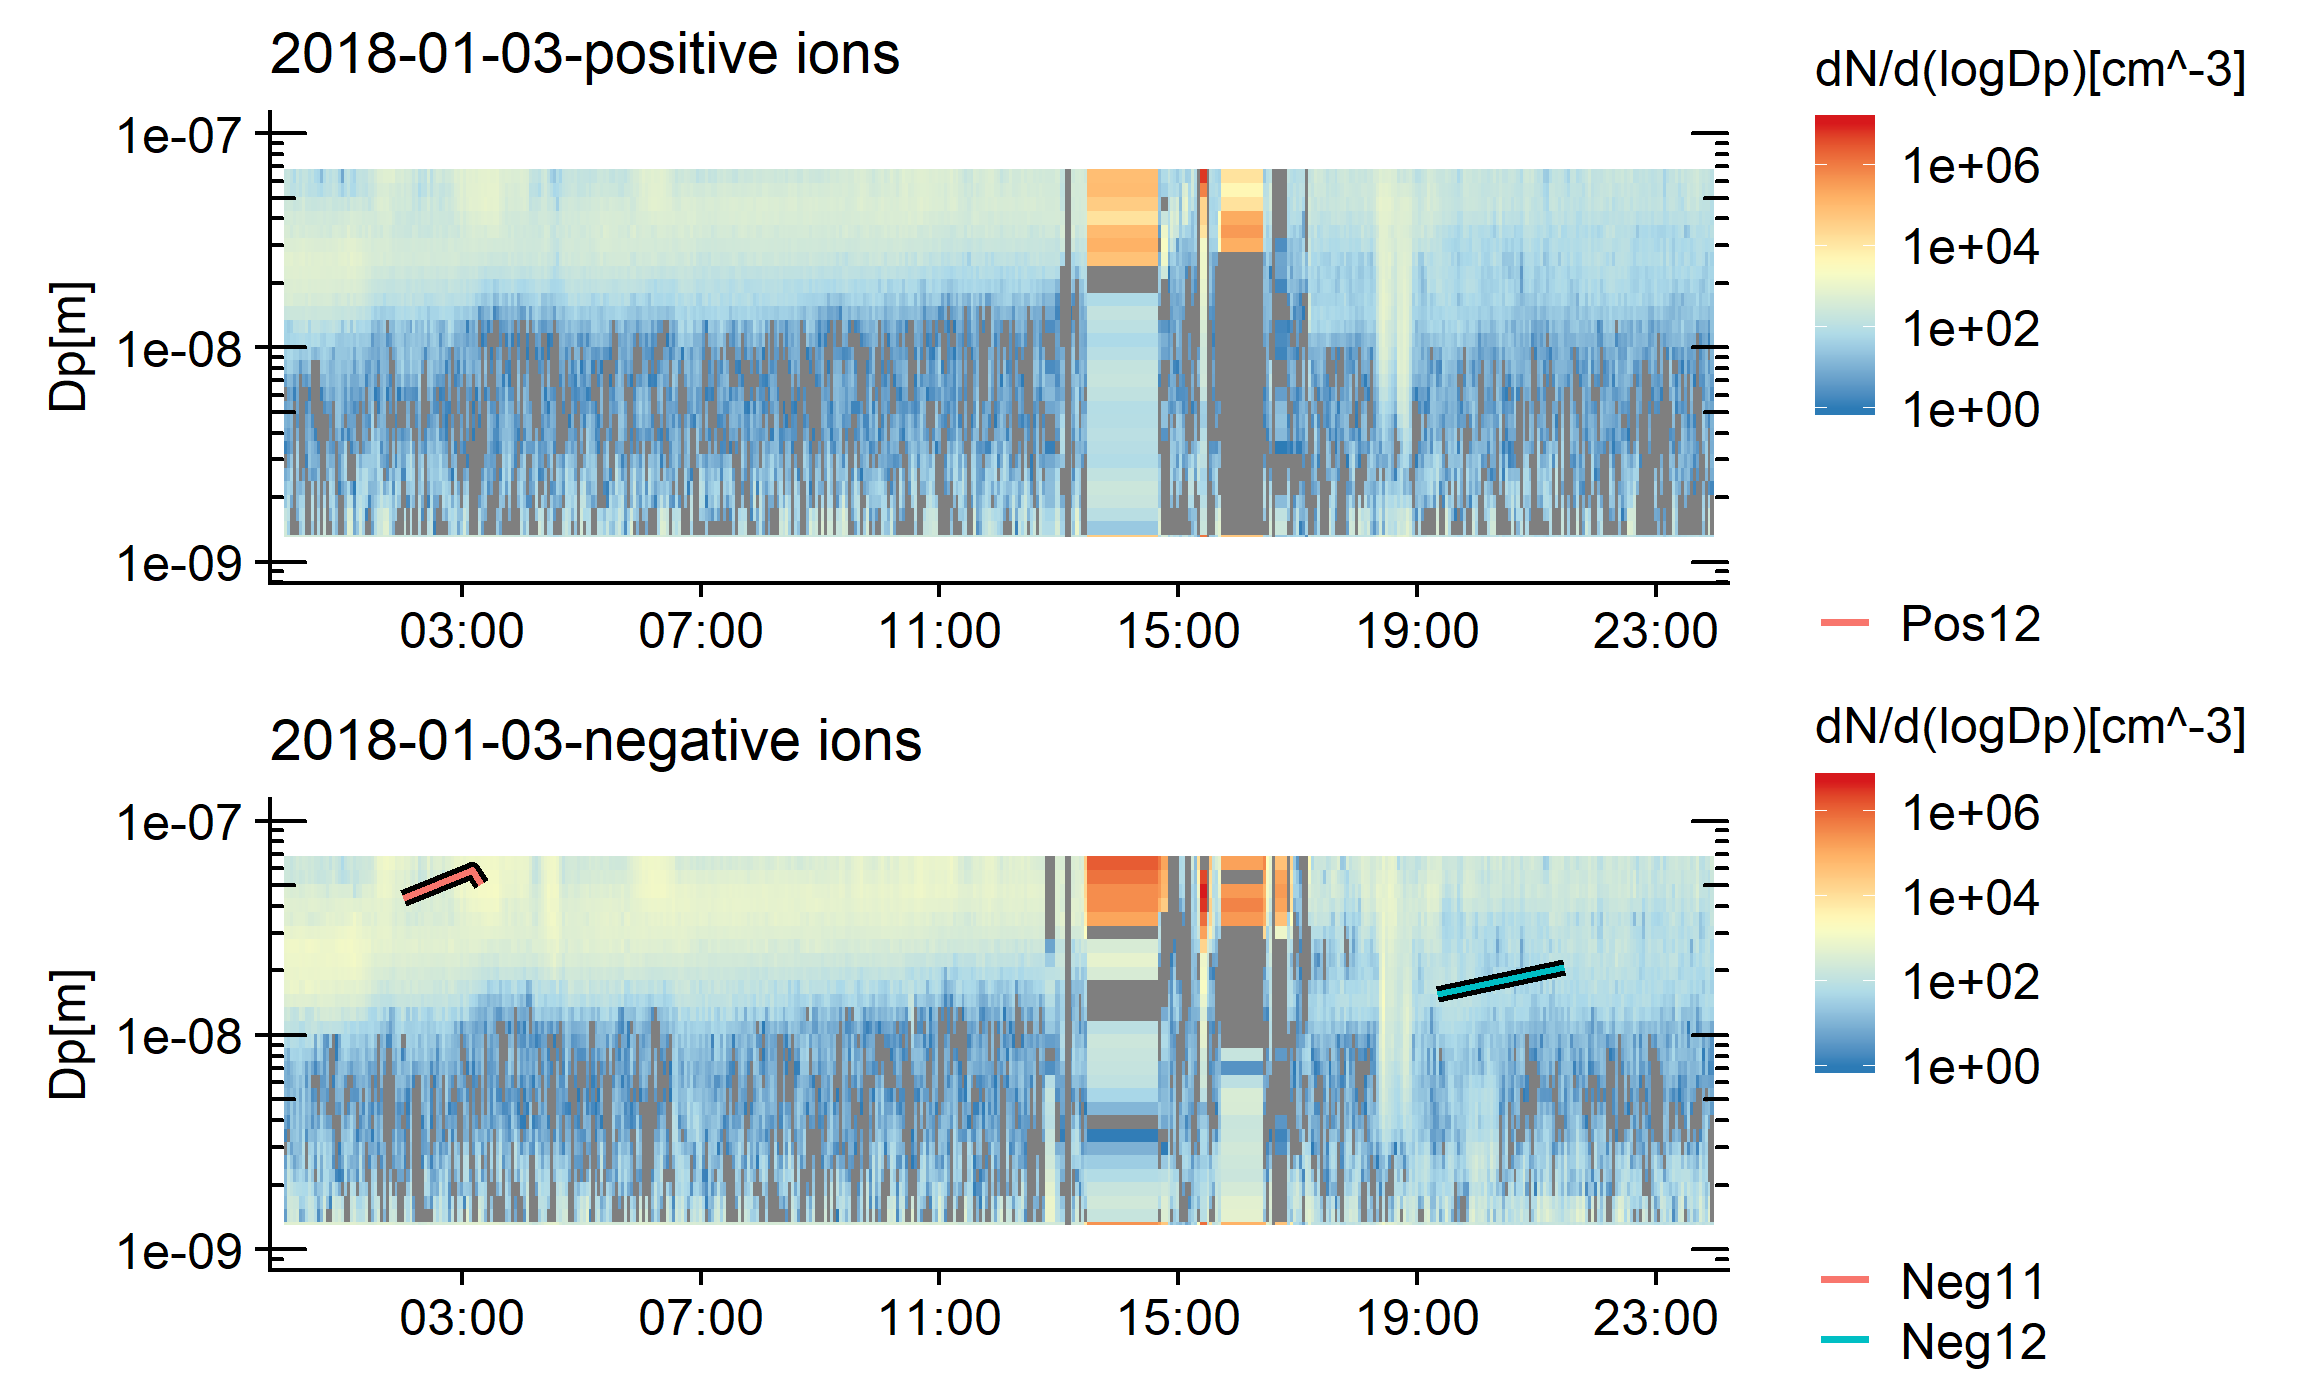 2018-01-03-positive ions
dN/d(logDp)[cm^-3]
1e-07
1e-08
1e-09
Dp[m]
03:00 07:00 11:00 15:00 19:00 23:00
1e+06
1e+04
1e+02
1e+00
Pos12
2018-01-03-negative ions
dN/d(logDp)[cm^-3]
1e-07
1e-08
1e-09
Dp[m]
03:00 07:00 11:00 15:00 19:00 23:00
1e+06
1e+04
1e+02
1e+00
Neg11
Neg12